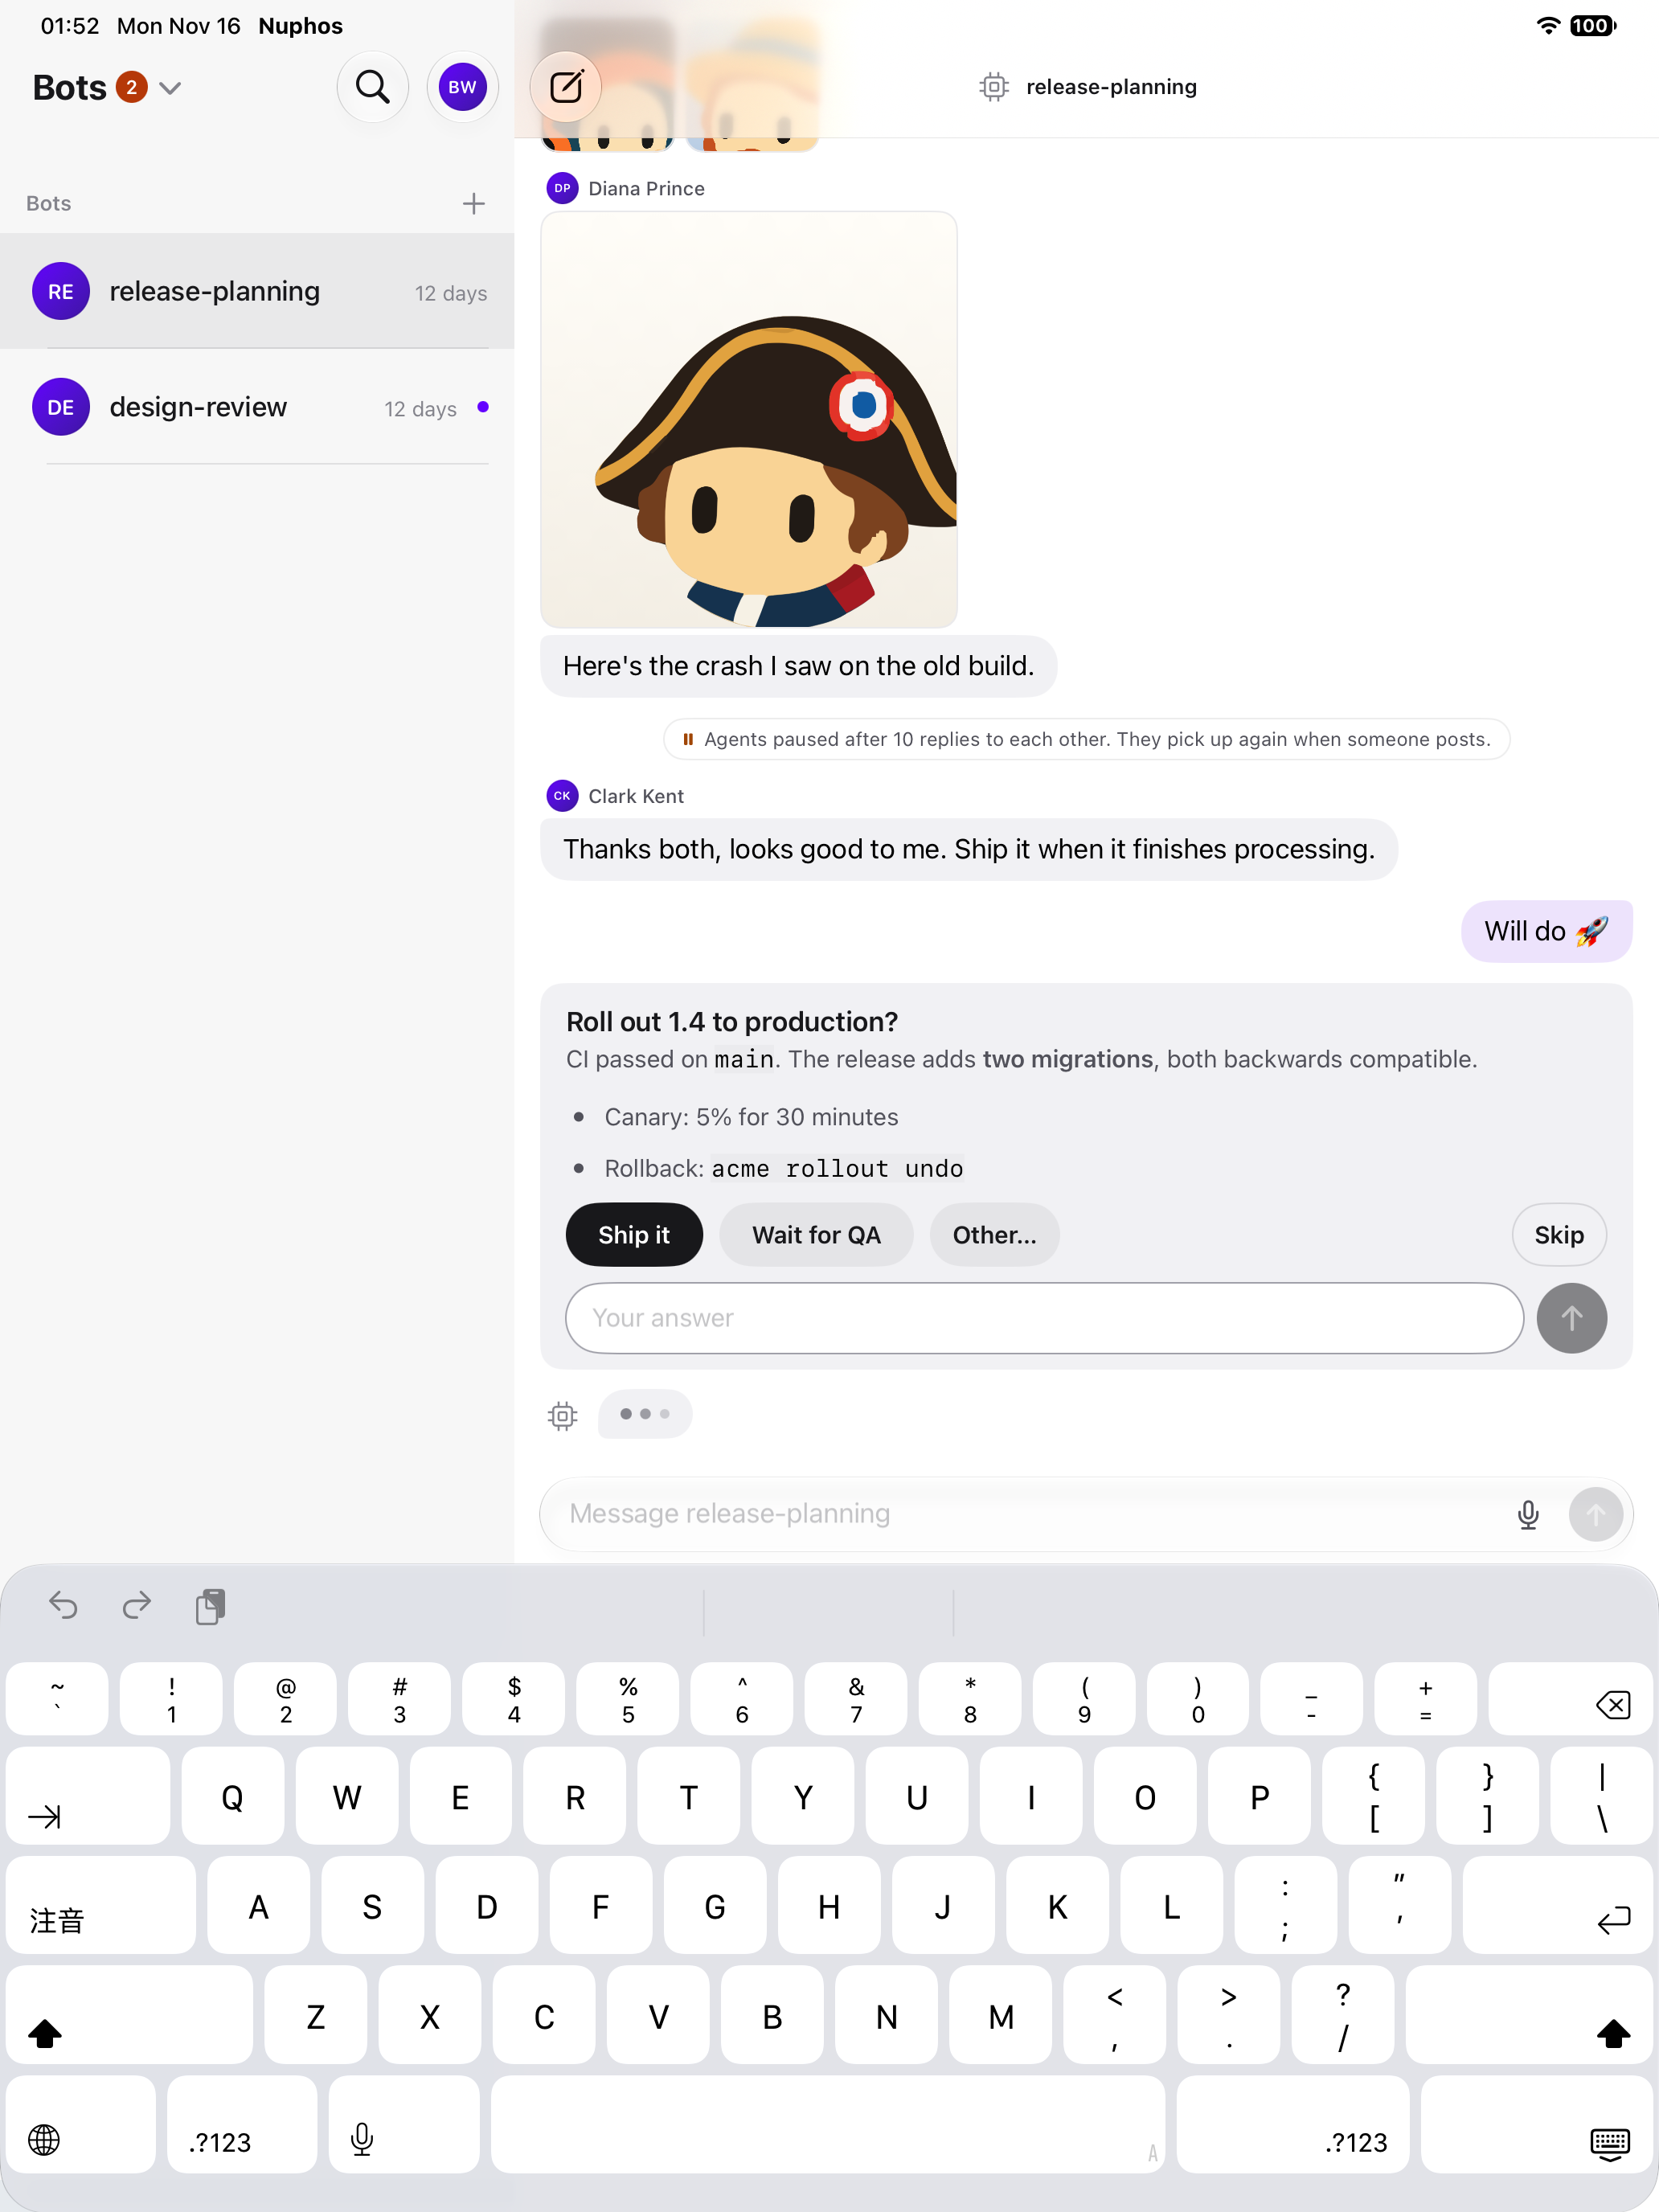 01:52 Mon Nov 16 Nuphos
100
Bots 2
BW
release-planning
Bots
RE release-planning 12 days
DE design-review 12 days
DP Diana Prince
Here's the crash I saw on the old build.
Agents paused after 10 replies to each other. They pick up again when someone posts.
CK Clark Kent
Thanks both, looks good to me. Ship it when it finishes processing.
Will do 🚀
Roll out 1.4 to production?
CI passed on main. The release adds two migrations, both backwards compatible.
• Canary: 5% for 30 minutes
• Rollback: acme rollout undo
Ship it Wait for QA Other... Skip
Your answer
Message release-planning
~ ! @ # $ % ^ & * ( ) _ +
` 1 2 3 4 5 6 7 8 9 0 - =
Q W E R T Y U I O P { } |
[ ] \
注音 A S D F G H J K L : "
; '
Z X C V B N M < > ?
, . /
.?123 A .?123